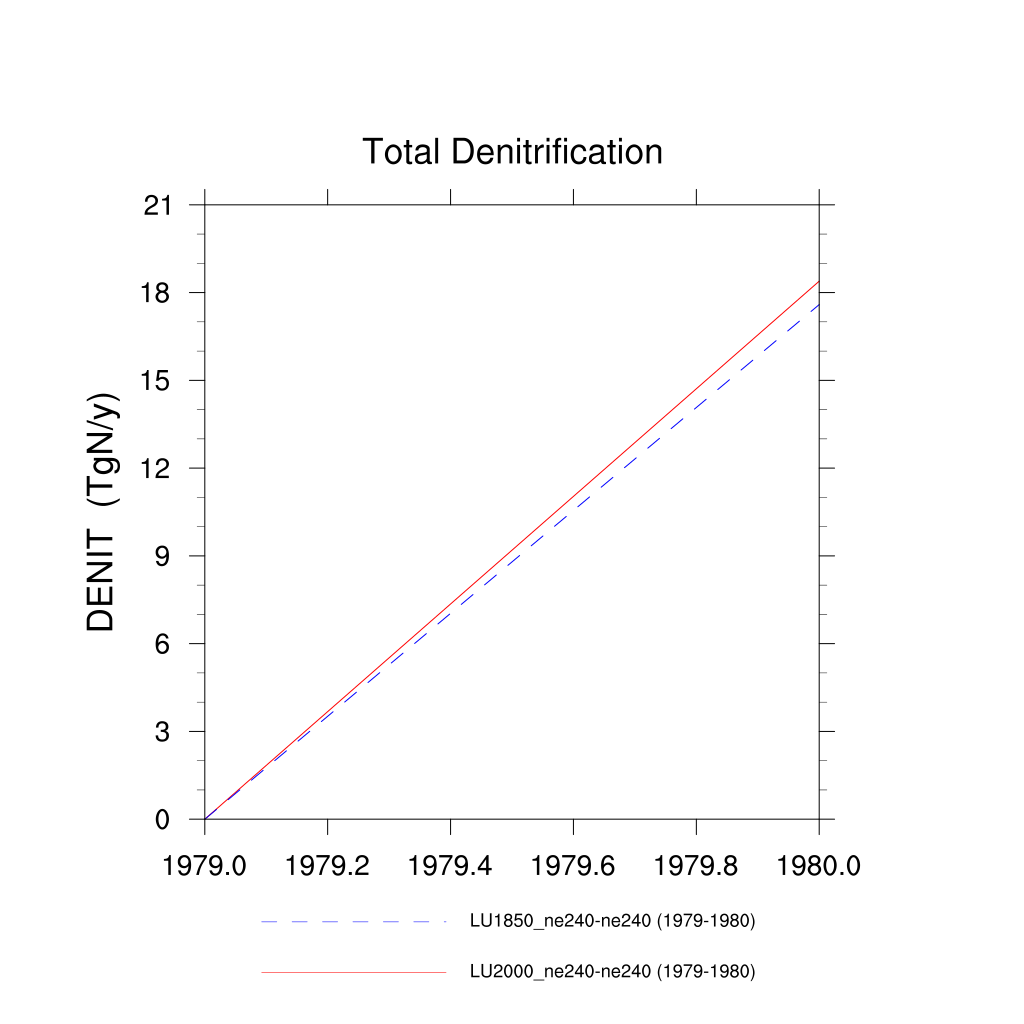 Total Denitrification
DENIT (TgN/y)
21
18
15
12
9
6
3
0
1979.0 1979.2 1979.4 1979.6 1979.8 1980.0
LU1850_ne240-ne240 (1979-1980)
LU2000_ne240-ne240 (1979-1980)